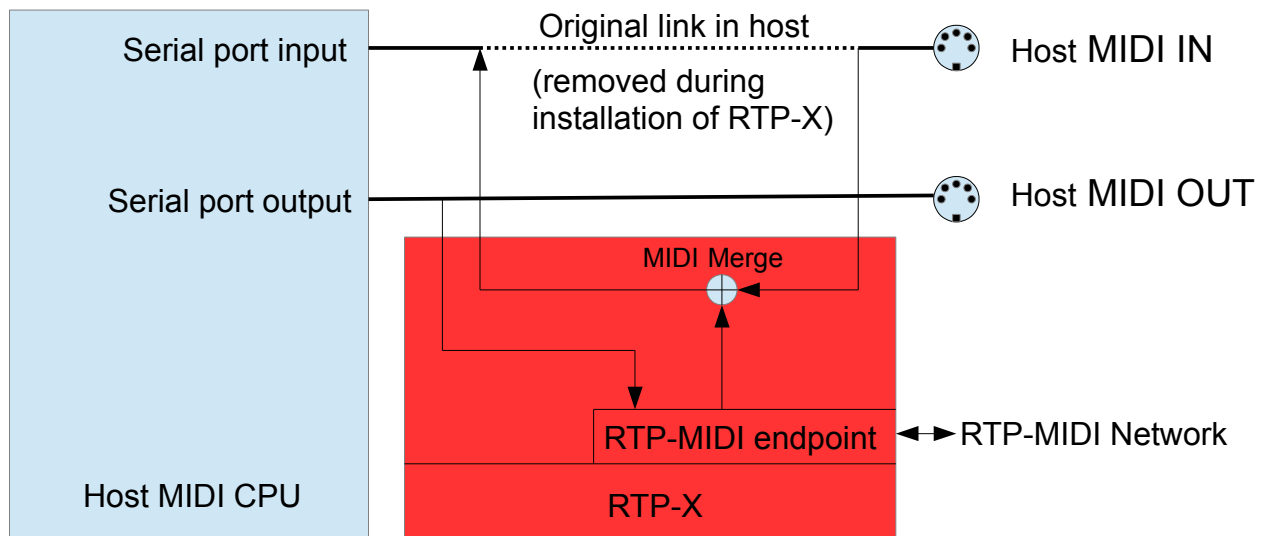 Original link in host
Serial port input
Host MIDI IN
(removed during
installation of RTP-X)
Serial port output
Host MIDI OUT
MIDI Merge
RTP-MIDI endpoint
RTP-MIDI Network
Host MIDI CPU
RTP-X